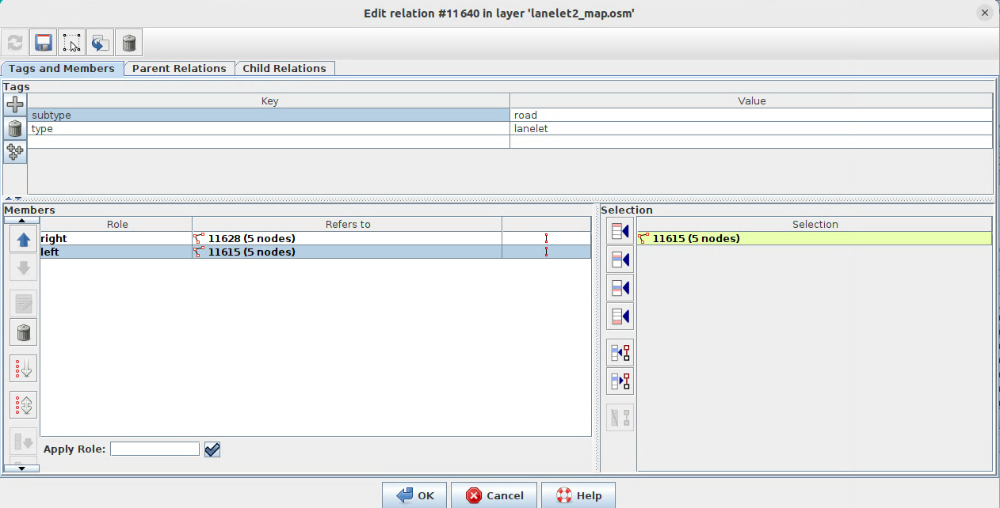 Edit relation #11640 in layer 'lanelet2_map.osm'
Tags and Members Parent Relations Child Relations
Tags
Key Value
subtype road
type lanelet
Members Selection
Role Refers to Selection
right 11628 (5 nodes) 11615 (5 nodes)
left 11615 (5 nodes)
Apply Role:
OK Cancel Help